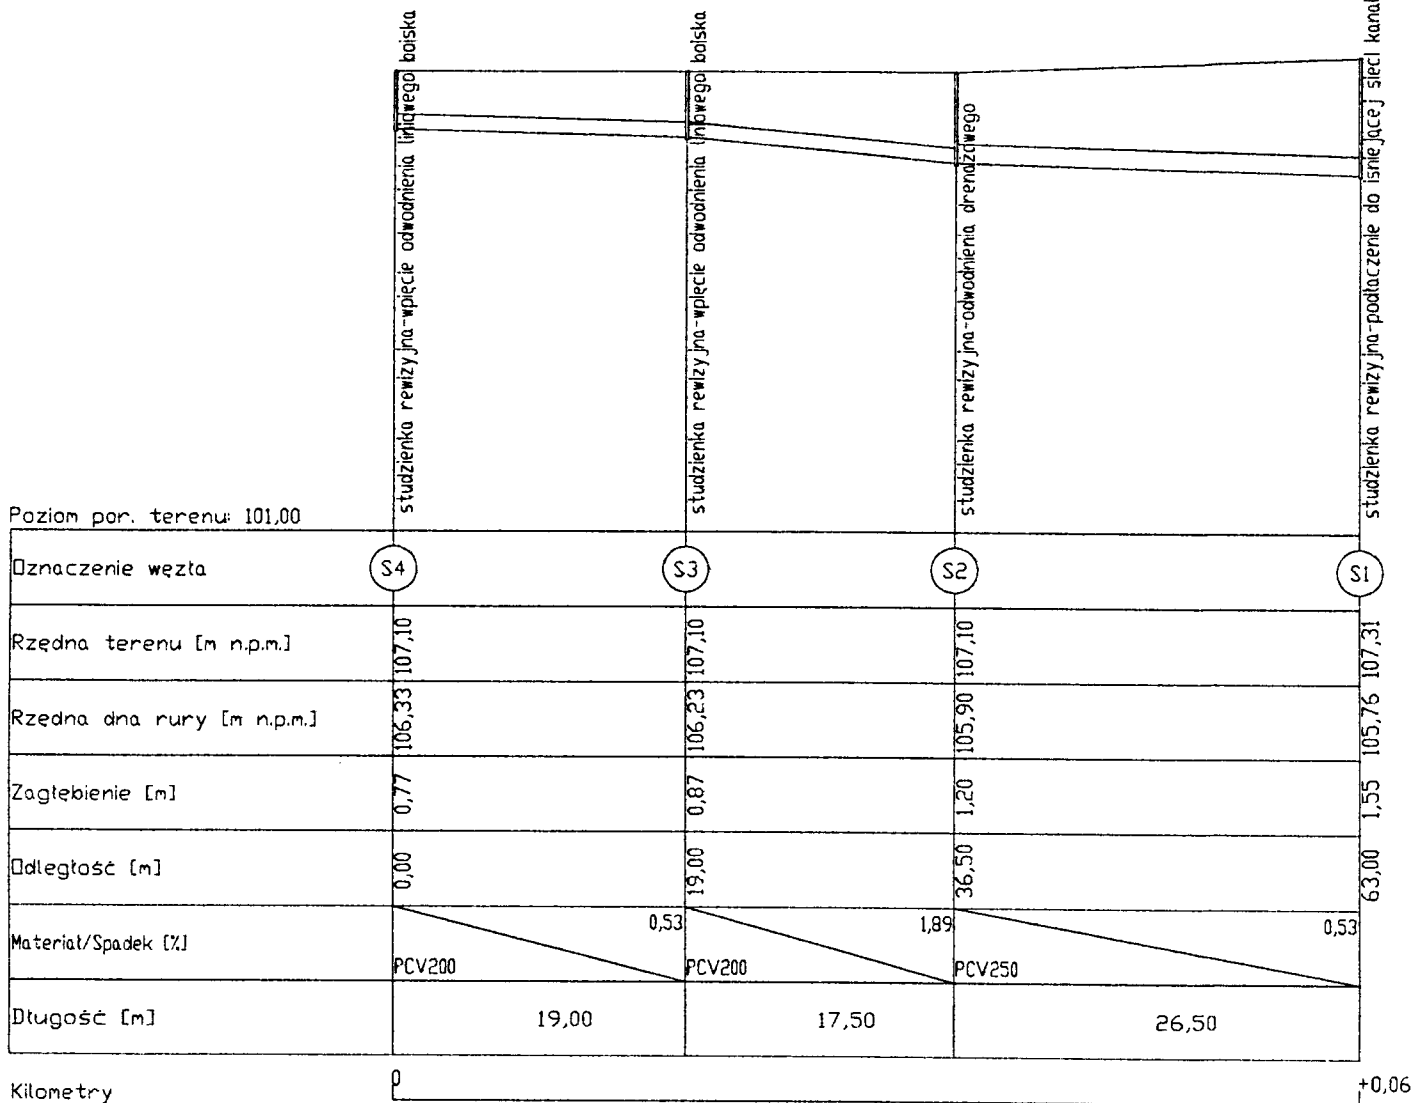 studzienka rewizyjna-wpięcie odwodnienia liniowego boiska
studzienka rewizyjna-wpięcie odwodnienia liniowego boiska
studzienka rewizyjna-odwodnienia drenażowego
studzienka rewizyjna-podłaczenie do isniejącej sieci kanal
Poziom por. terenu: 101,00
Oznaczenie węzła S4 S3 S2 S1
Rzędna terenu [m n.p.m.] 107,10 107,10 107,10 107,31
Rzędna dna rury [m n.p.m.] 106,33 106,23 105,90 105,76
Zagłębienie [m] 0,77 0,87 1,20 1,55
Odległość [m] 0,00 19,00 36,50 63,00
0,53 1,89 0,53
Materiał/Spadek [%]
PCV200 PCV200 PCV250
Długość [m] 19,00 17,50 26,50
Kilometry 0 +0,06